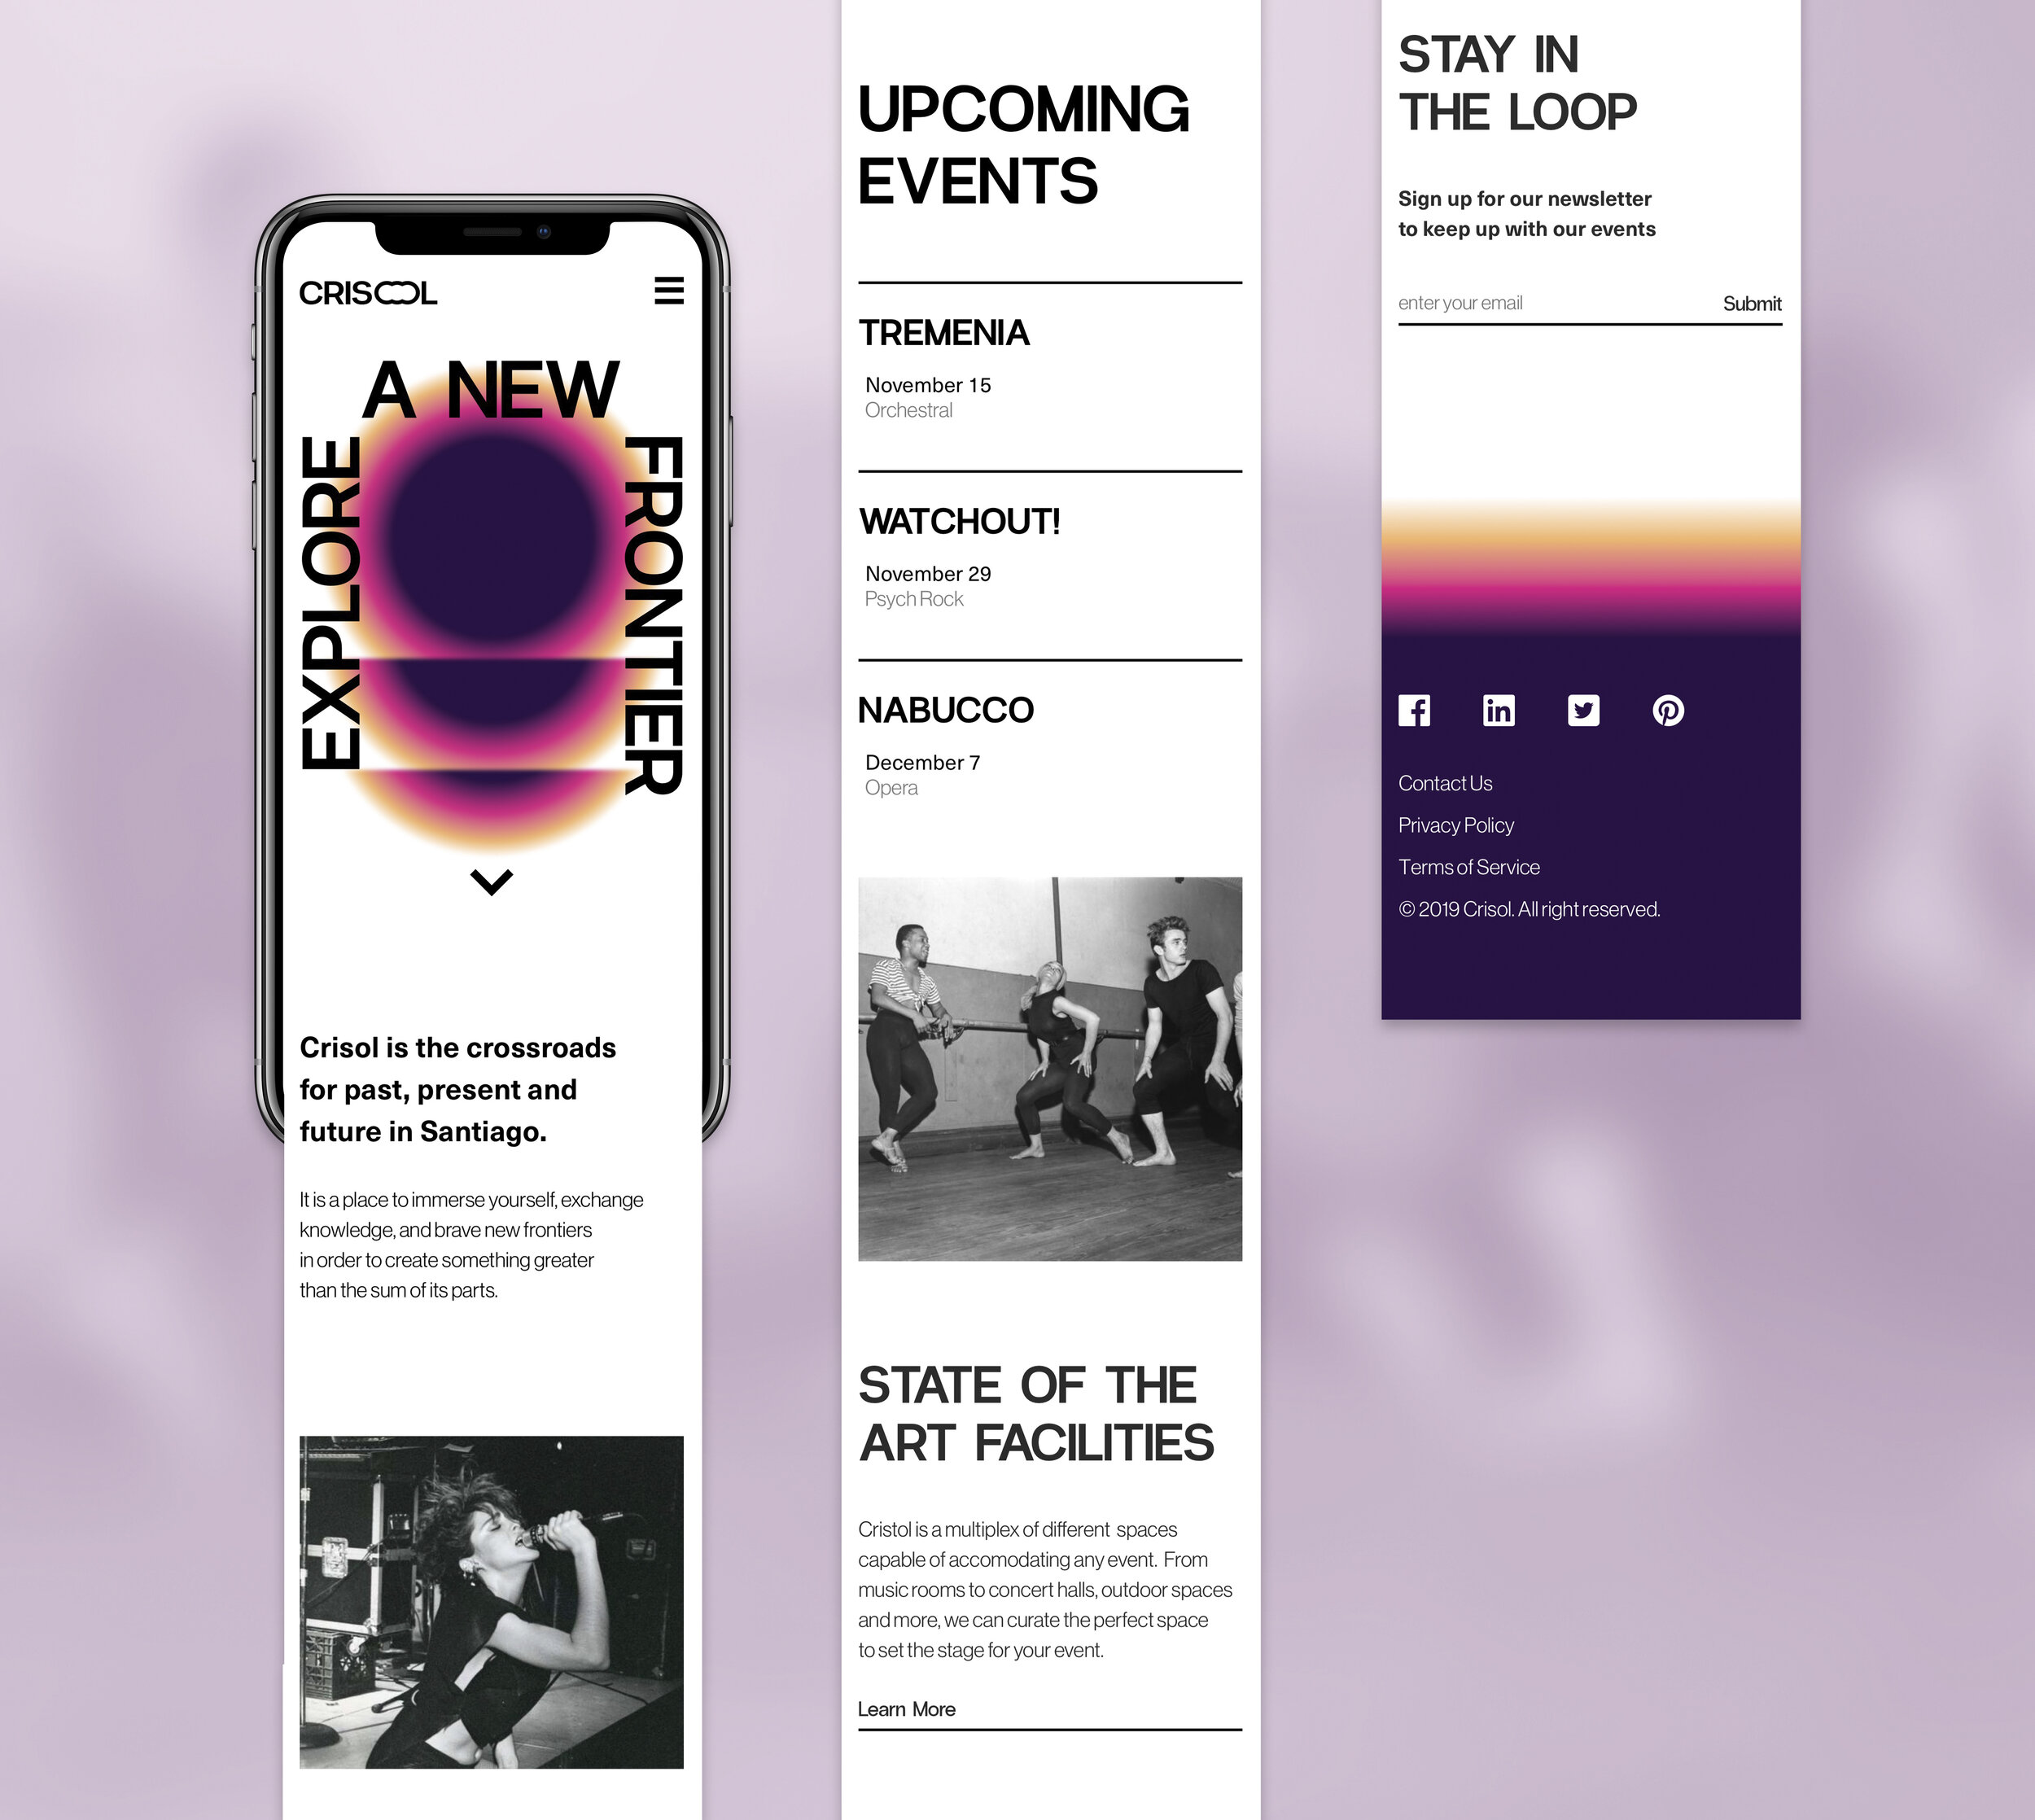 CRISOOL
A NEW
EXPLORE
FRONTIER
Crisol is the crossroads
for past, present and
future in Santiago.
It is a place to immerse yourself, exchange
knowledge, and brave new frontiers
in order to create something greater
than the sum of its parts.
UPCOMING
EVENTS
TREMENIA
November 15
Orchestral
WATCHOUT!
November 29
Psych Rock
NABUCCO
December 7
Opera
STATE OF THE
ART FACILITIES
Cristol is a multiplex of different spaces
capable of accomodating any event. From
music rooms to concert halls, outdoor spaces
and more, we can curate the perfect space
to set the stage for your event.
Learn More
STAY IN
THE LOOP
Sign up for our newsletter
to keep up with our events
enter your email Submit
Contact Us
Privacy Policy
Terms of Service
© 2019 Crisol. All right reserved.